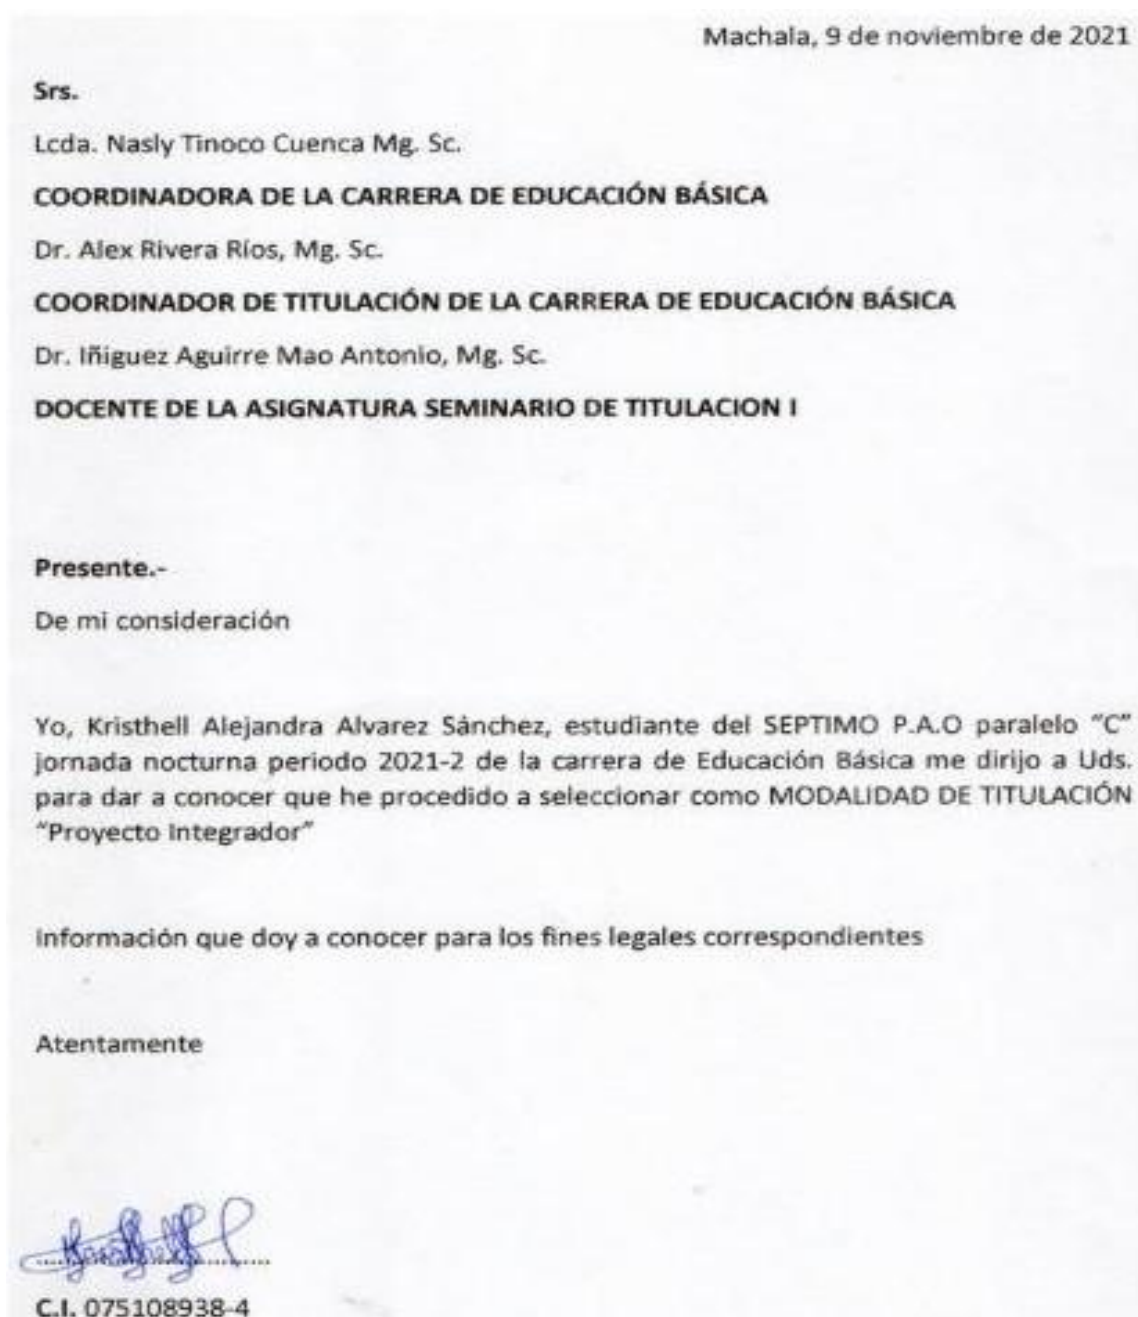 Machala, 9 de noviembre de 2021
Srs.
Lcda. Nasly Tinoco Cuenca Mg. Sc.
COORDINADORA DE LA CARRERA DE EDUCACIÓN BÁSICA
Dr. Alex Rivera Ríos, Mg. Sc.
COORDINADOR DE TITULACIÓN DE LA CARRERA DE EDUCACIÓN BÁSICA
Dr. Iñiguez Aguirre Mao Antonio, Mg. Sc.
DOCENTE DE LA ASIGNATURA SEMINARIO DE TITULACION I
Presente.-
De mi consideración
Yo, Kristhell Alejandra Alvarez Sánchez, estudiante del SEPTIMO P.A.O paralelo “C”
jornada nocturna periodo 2021-2 de la carrera de Educación Básica me dirijo a Uds.
para dar a conocer que he procedido a seleccionar como MODALIDAD DE TITULACIÓN
“Proyecto Integrador”
Información que doy a conocer para los fines legales correspondientes
Atentamente
C.I. 075108938-4